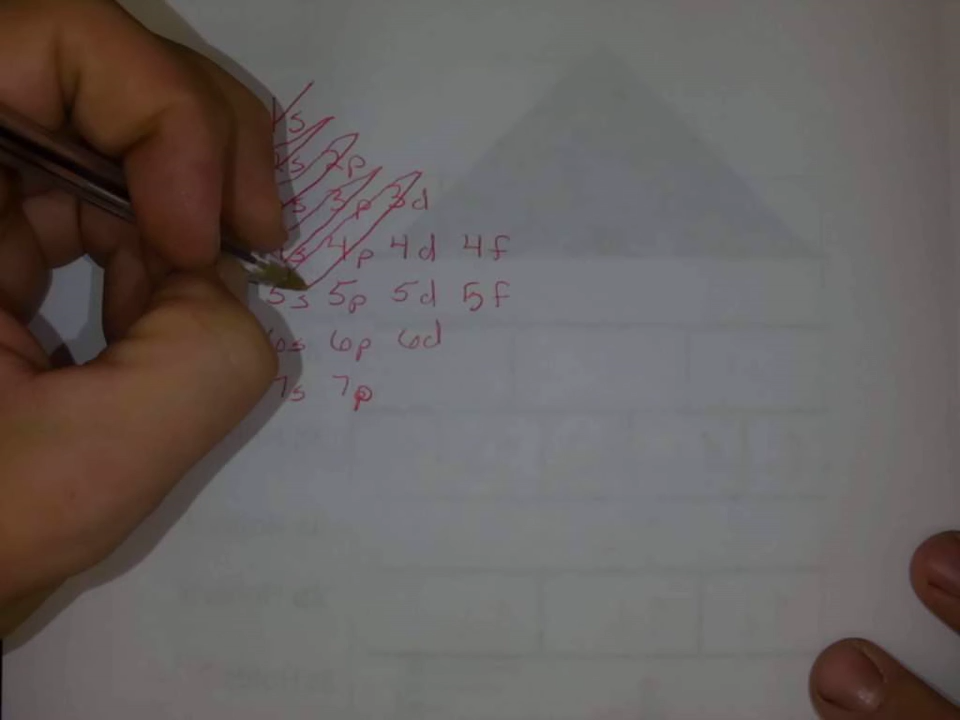 1s
2s 2p
3s 3p 3d
4s 4p 4d 4f
5s 5p 5d 5f
6s 6p 6d
7s 7p